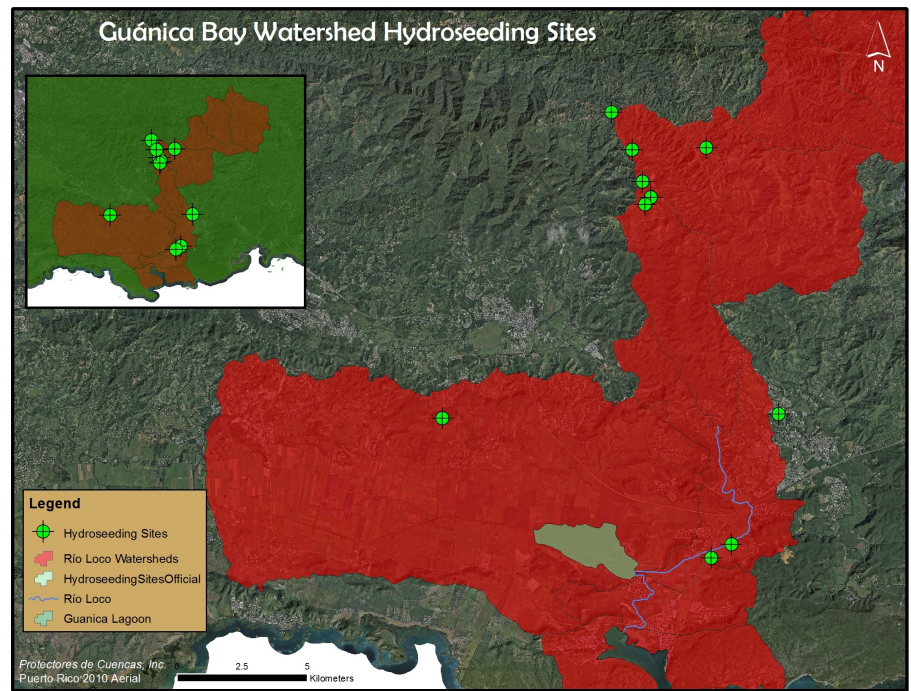 Guánica Bay Watershed Hydroseeding Sites
N
Legend
Hydroseeding Sites
Río Loco Watersheds
HydroseedingSitesOfficial
Río Loco
Guanica Lagoon
Protectores de Cuencas, Inc.
Puerto Rico 2010 Aerial
0 2.5 5
Kilometers